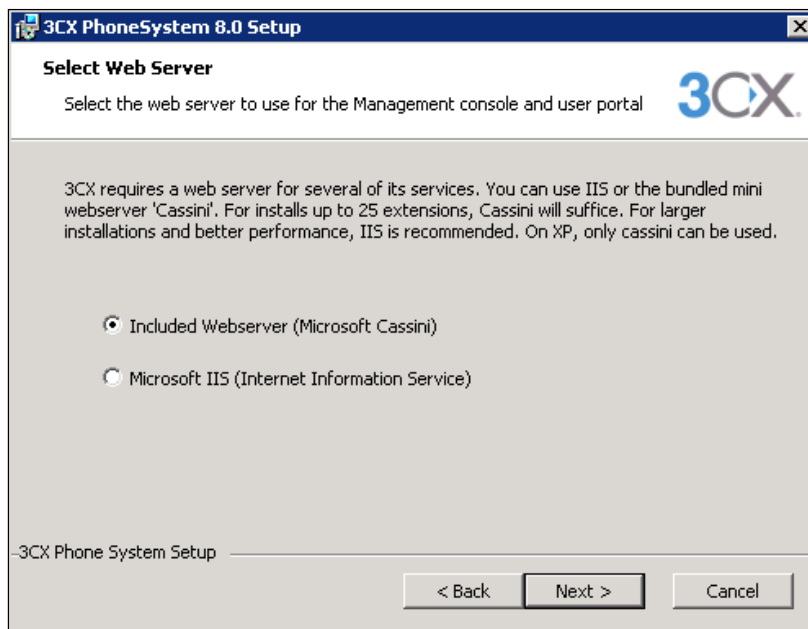 3CX PhoneSystem 8.0 Setup
Select Web Server
Select the web server to use for the Management console and user portal
3CX®
3CX requires a web server for several of its services. You can use IIS or the bundled mini
webserver 'Cassini'. For installs up to 25 extensions, Cassini will suffice. For larger
installations and better performance, IIS is recommended. On XP, only cassini can be used.
Included Webserver (Microsoft Cassini)
Microsoft IIS (Internet Information Service)
3CX Phone System Setup
< Back
Next >
Cancel